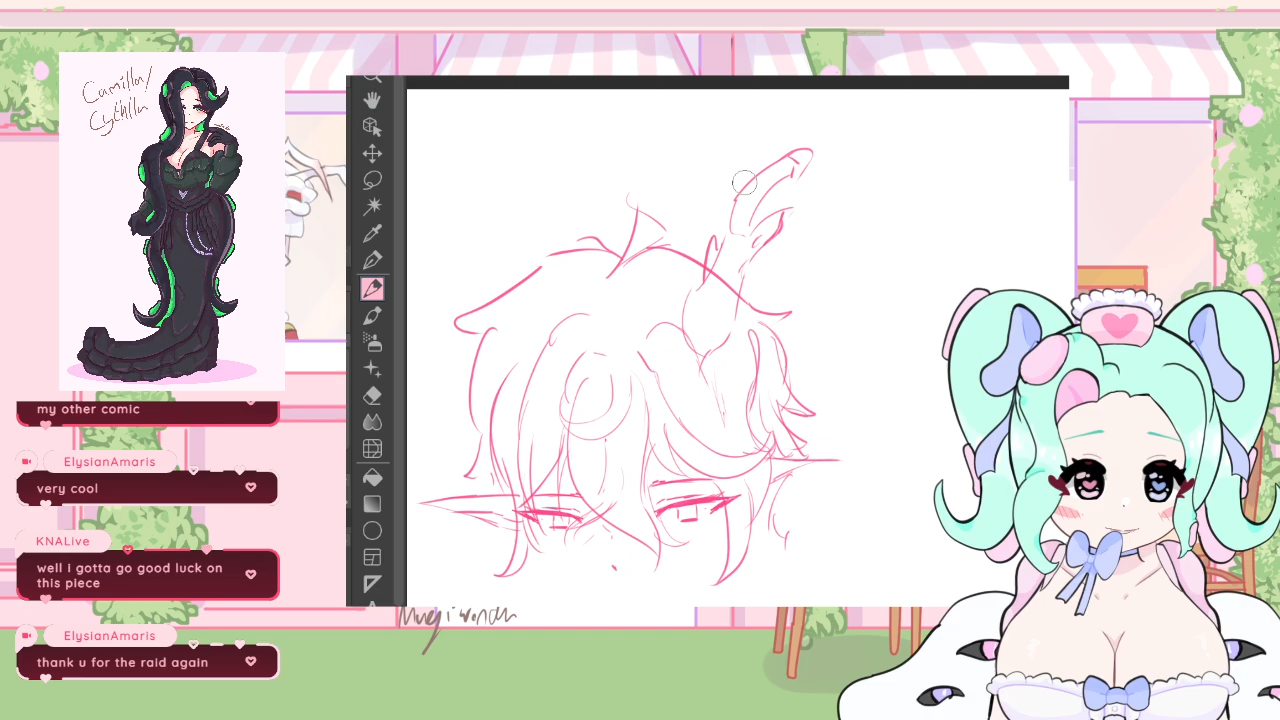 Camilla/
my other comic
ElysianAmaris
very cool
KNALive
well i gotta go good luck on
this piece
ElysianAmaris
thank u for the raid again